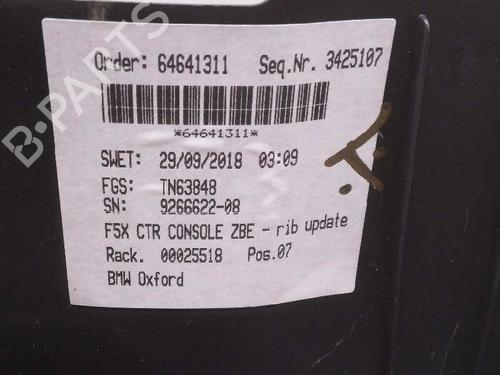 Order: 64641311 Seq.Nr. 3425107
*64641311*
SWET: 29/09/2018 03:09
FGS: TN63848
SN: 9266622-08
F5X CTR CONSOLE ZBE - rib update
Rack. 00025518 Pos.07
BMW Oxford
B-PARTS